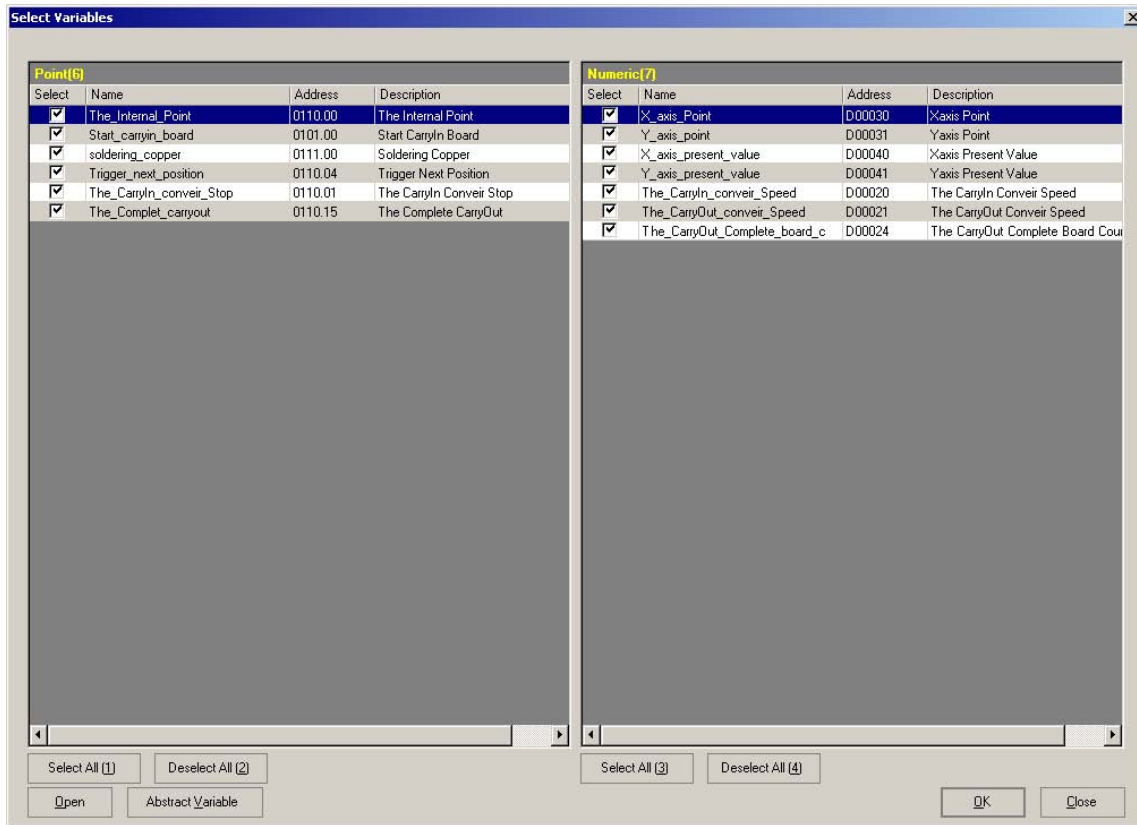 Select Variables
Point(6)
Select Name Address Description
The_Internal_Point 0110.00 The Internal Point
Start_carryin_board 0101.00 Start CarryIn Board
soldering_copper 0111.00 Soldering Copper
Trigger_next_position 0110.04 Trigger Next Position
The_CarryIn_conveir_Stop 0110.01 The CarryIn Conveir Stop
The_Complet_carryout 0110.15 The Complete CarryOut
Select All (1) Deselect All (2)
Open Abstract Variable
Numeric(7)
Select Name Address Description
X_axis_Point D00030 Xaxis Point
Y_axis_point D00031 Yaxis Point
X_axis_present_value D00040 Xaxis Present Value
Y_axis_present_value D00041 Yaxis Present Value
The_CarryIn_conveir_Speed D00020 The CarryIn Conveir Speed
The_CarryOut_conveir_Speed D00021 The CarryOut Conveir Speed
The_CarryOut_Complete_board_c D00024 The CarryOut Complete Board Cour
Select All (3) Deselect All (4)
OK Close